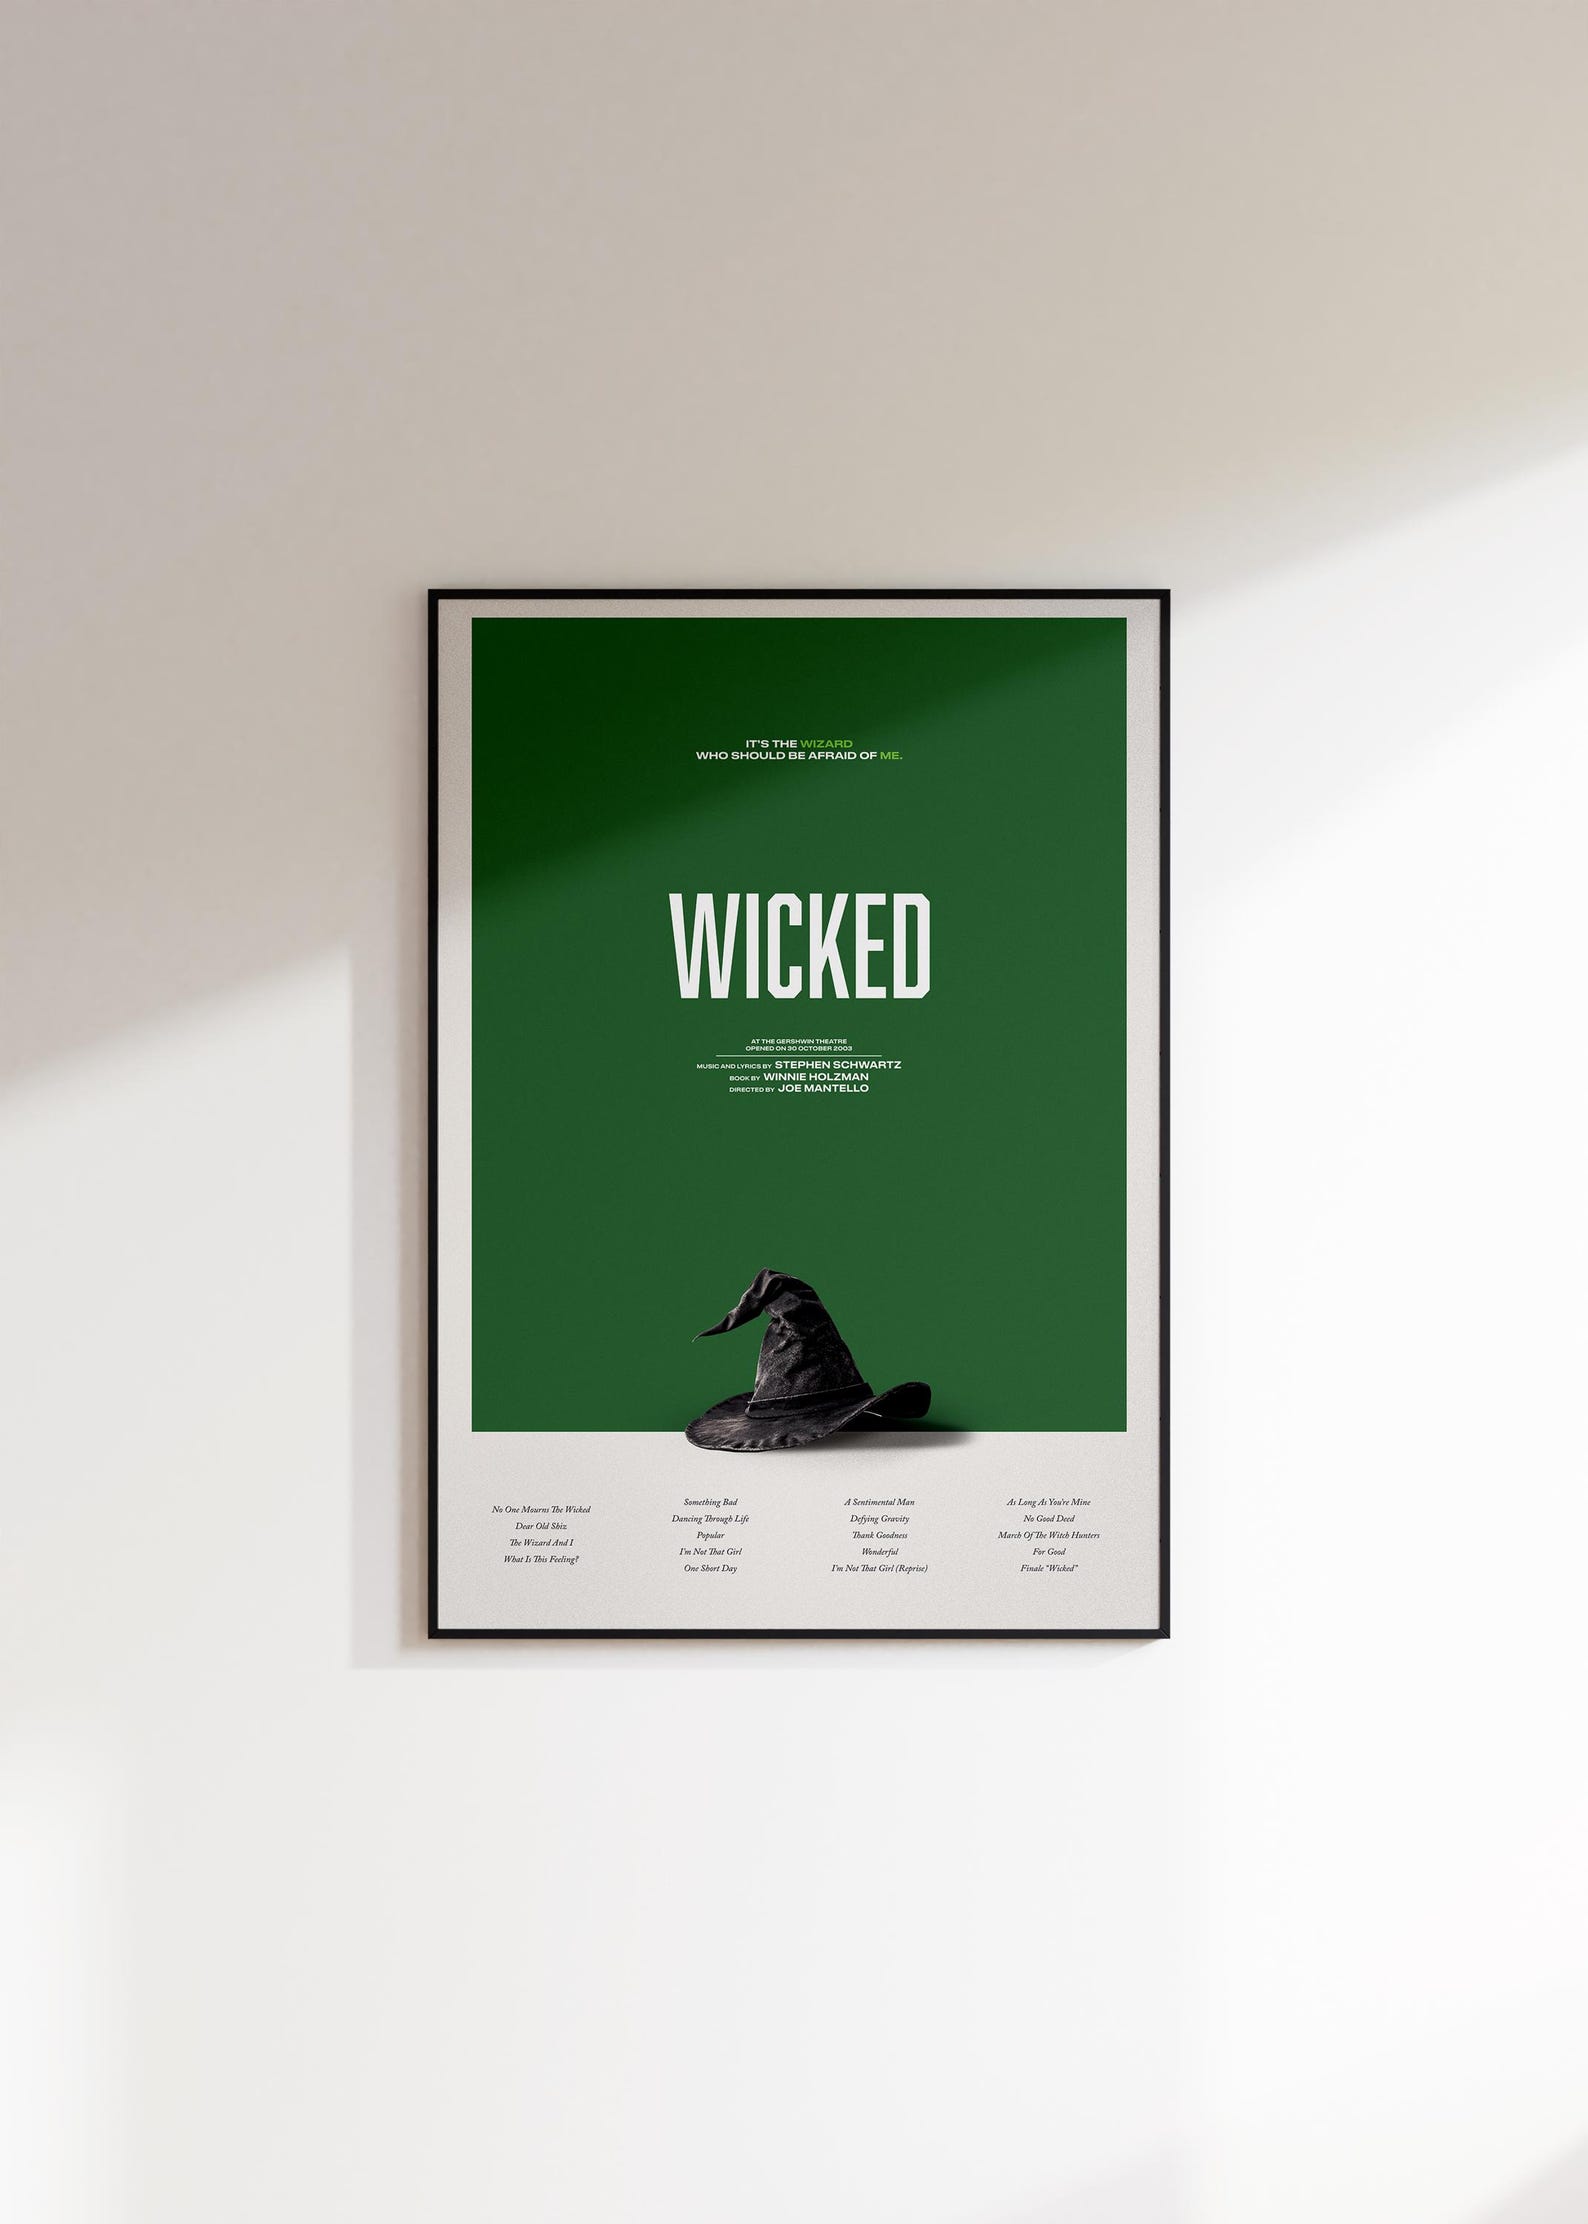 IT'S THE WIZARD
WHO SHOULD BE AFRAID OF ME.
WICKED
AT THE GERSHWIN THEATRE
OPENED ON 30 OCTOBER 2003
MUSIC AND LYRICS BY STEPHEN SCHWARTZ
BOOK BY WINNIE HOLZMAN
DIRECTED BY JOE MANTELLO
No One Mourns The Wicked
Dear Old Shiz
The Wizard And I
What Is This Feeling?
Something Bad
Dancing Through Life
Popular
I'm Not That Girl
One Short Day
A Sentimental Man
Defying Gravity
Thank Goodness
Wonderful
I'm Not That Girl (Reprise)
As Long As You're Mine
No Good Deed
March Of The Witch Hunters
For Good
Finale "Wicked"